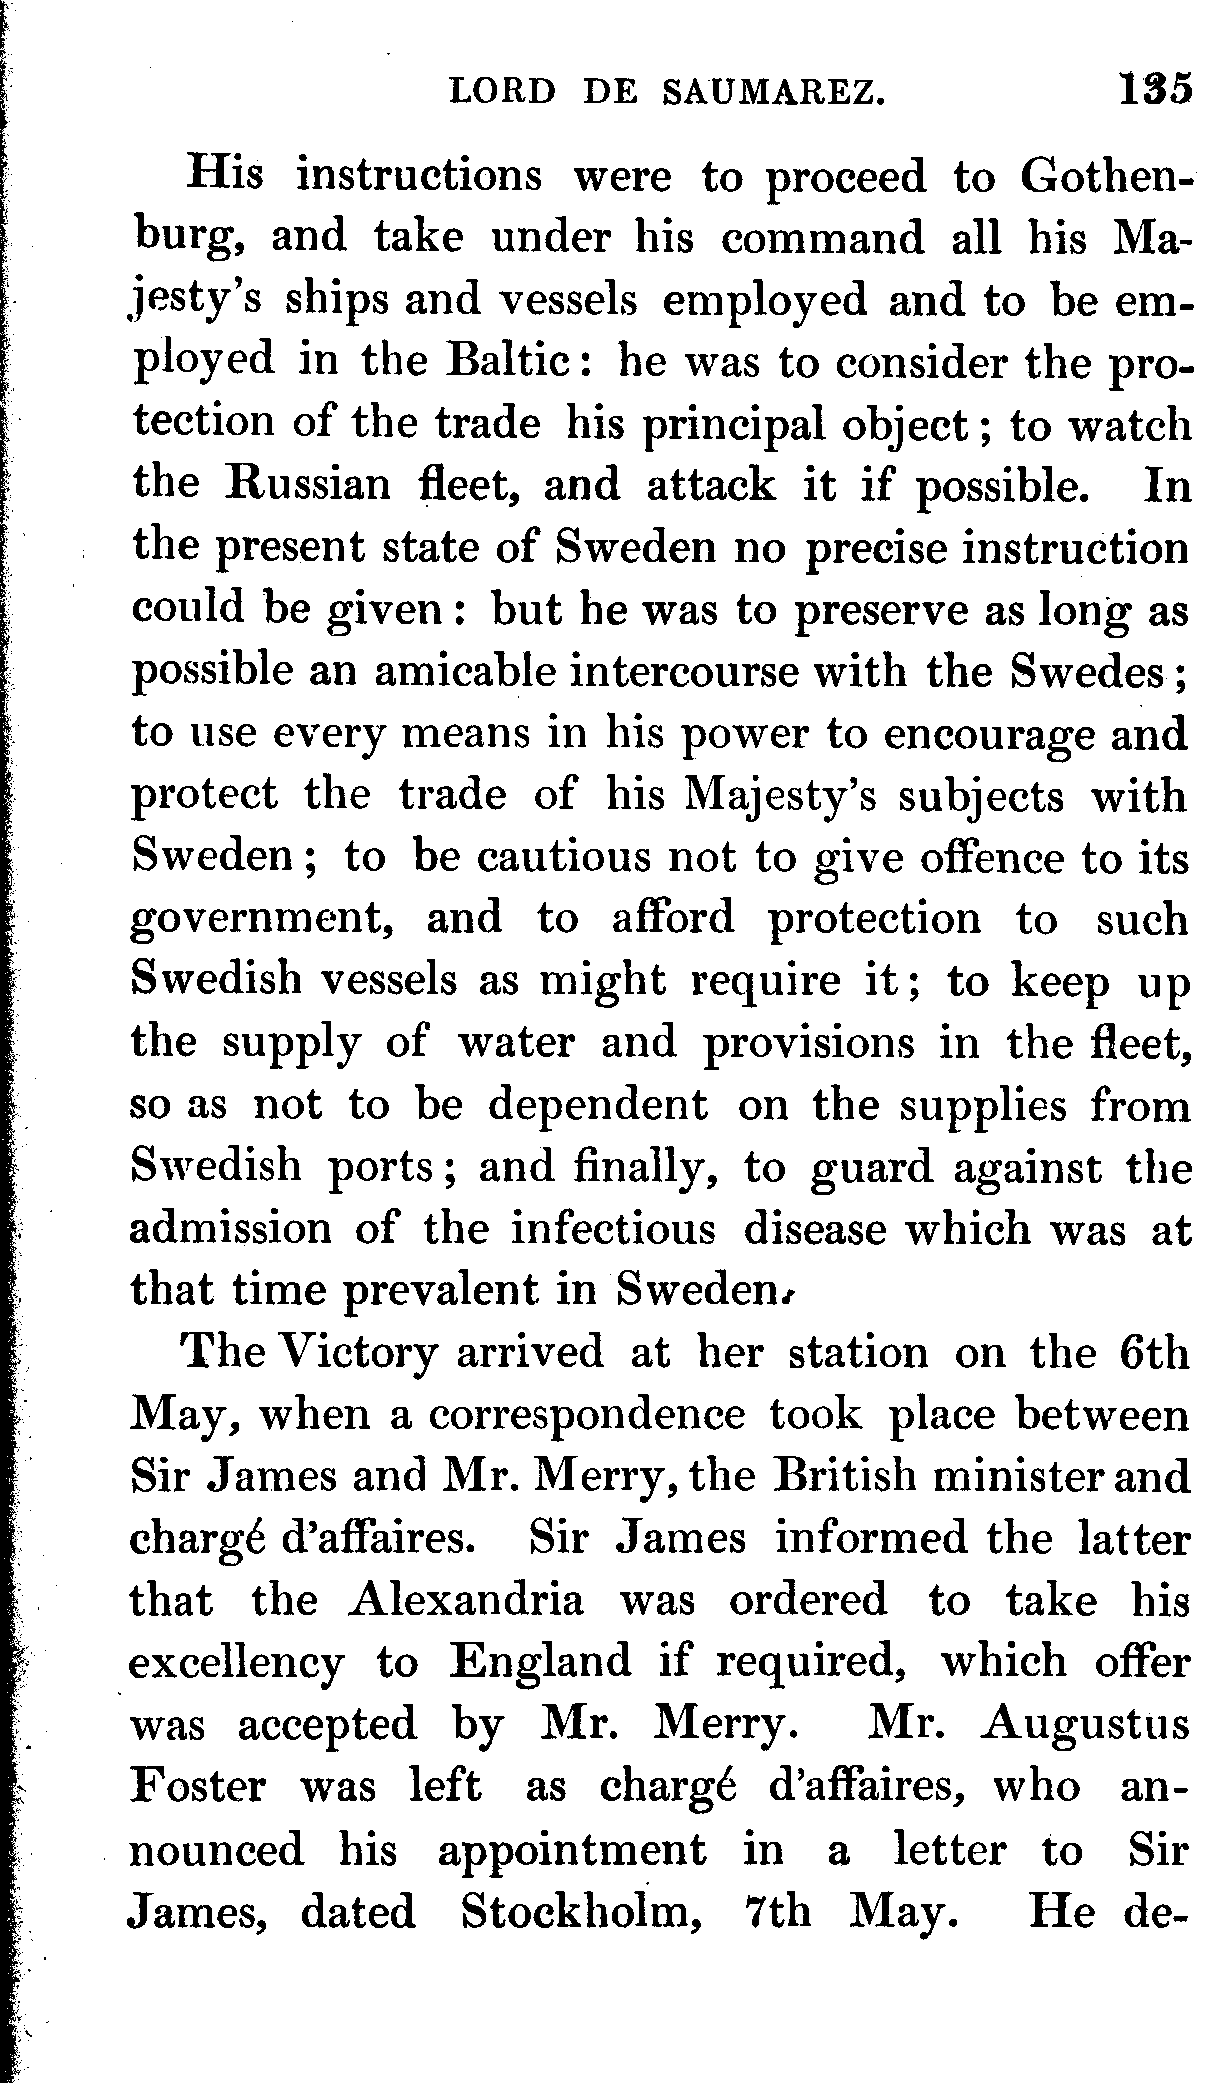 LORD DE SAUMAREZ. 135
His instructions were to proceed to Gothen-
burg, and take under his command all his Ma-
jesty's ships and vessels employed and to be em-
ployed in the Baltic: he was to consider the pro-
tection of the trade his principal object; to watch
the Russian fleet, and attack it if possible. In
the present state of Sweden no precise instruction
could be given: but he was to preserve as long as
possible an amicable intercourse with the Swedes;
to use every means in his power to encourage and
protect the trade of his Majesty's subjects with
Sweden; to be cautious not to give offence to its
government, and to afford protection to such
Swedish vessels as might require it; to keep up
the supply of water and provisions in the fleet,
so as not to be dependent on the supplies from
Swedish ports; and finally, to guard against the
admission of the infectious disease which was at
that time prevalent in Sweden.
The Victory arrived at her station on the 6th
May, when a correspondence took place between
Sir James and Mr. Merry, the British minister and
chargé d'affaires. Sir James informed the latter
that the Alexandria was ordered to take his
excellency to England if required, which offer
was accepted by Mr. Merry. Mr. Augustus
Foster was left as chargé d'affaires, who an-
nounced his appointment in a letter to Sir
James, dated Stockholm, 7th May. He de-